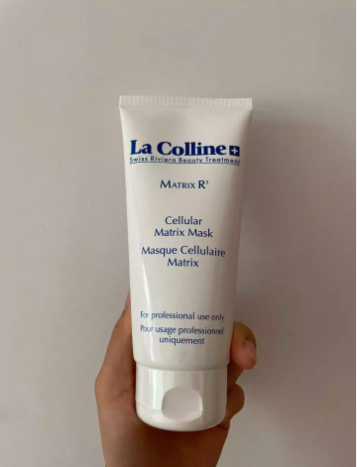 La Colline
Swiss Riviera Beauty Treatment
MATRIX R³
Cellular
Matrix Mask
Masque Cellulaire
Matrix
For professional use only
Pour usage professionnel
uniquement